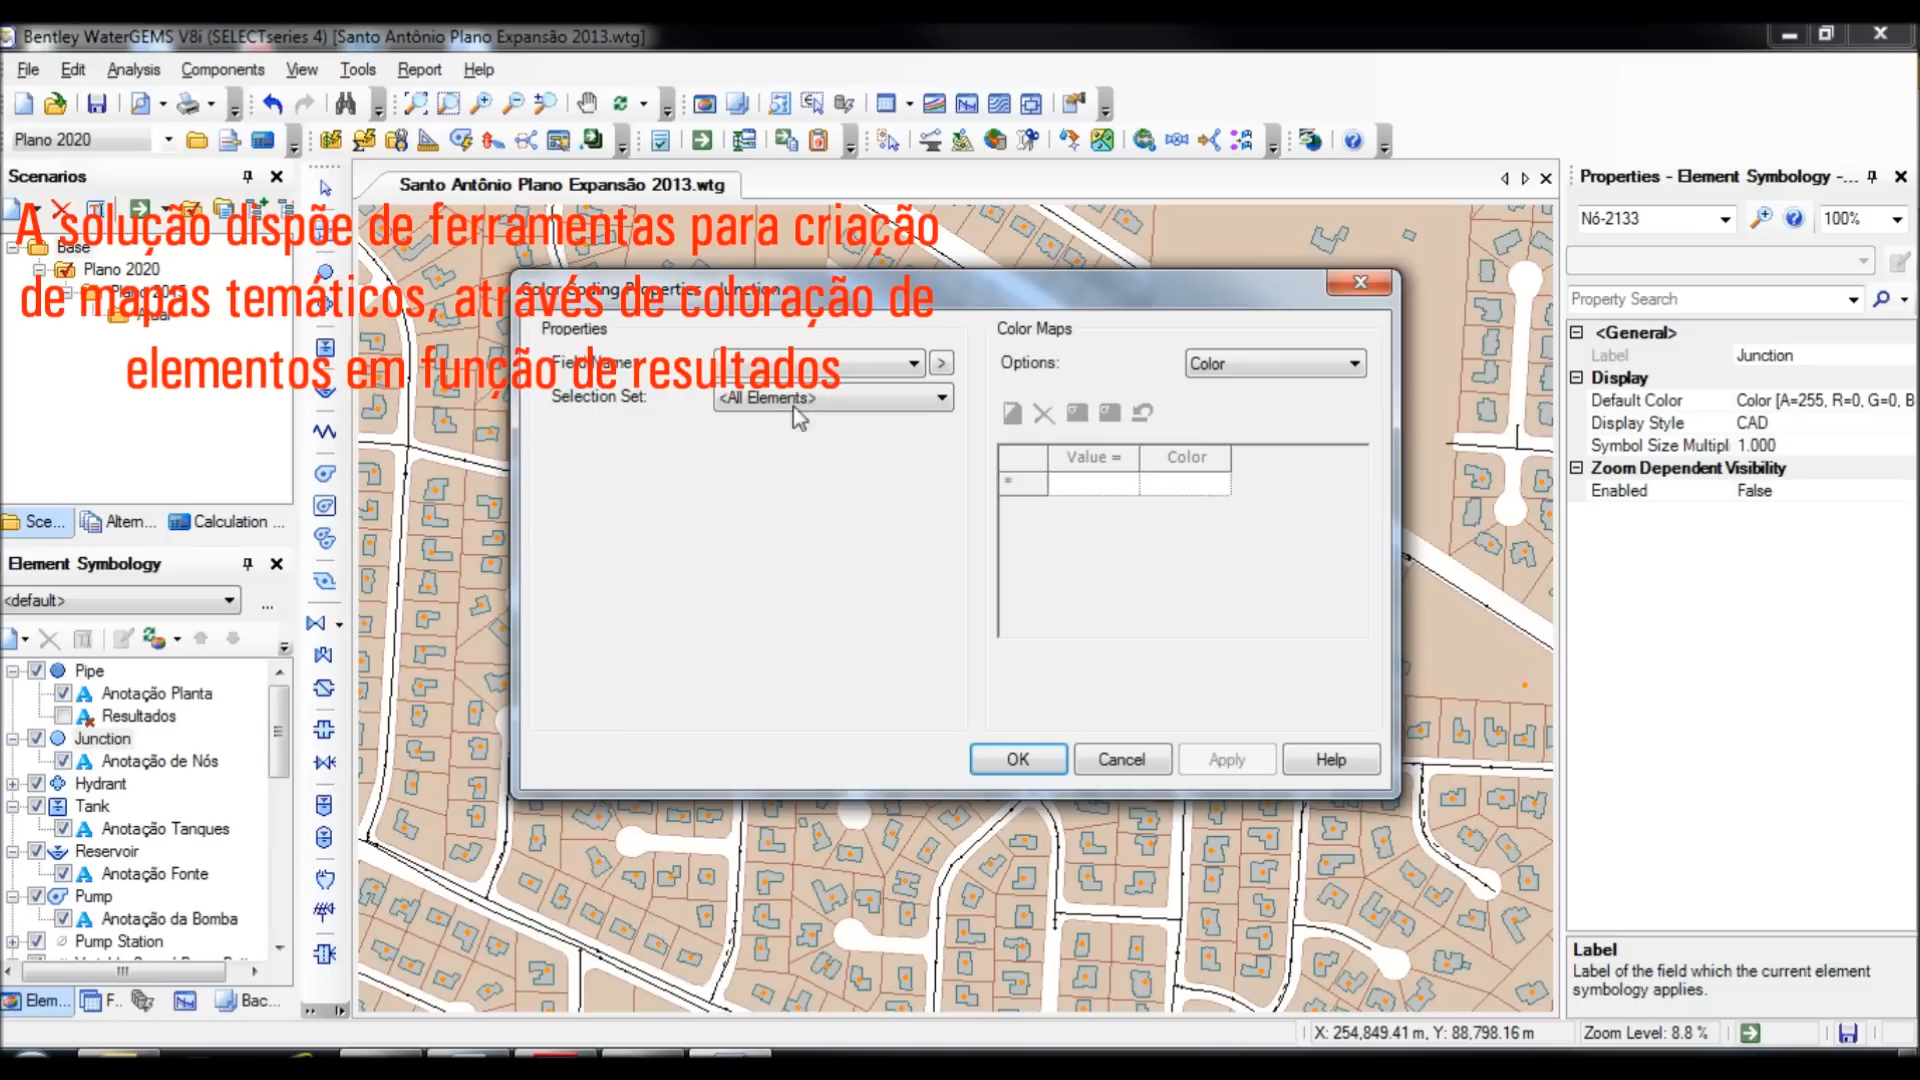 Bentley WaterGEMS V8i (SELECTseries 4) [Santo Antônio Plano Expansão 2013.wtg]
File Edit Analysis Components View Tools Report Help
Plano 2020
Scenarios
Santo Antônio Plano Expansão 2013.wtg
Properties - Element Symbology -...
A solução dispõe de ferramentas para criação
de mapas temáticos, através de coloração de
elementos em função de resultados
Base
Plano 2020
Sce... Altern... Calculation ...
Element Symbology
<default>
...
Pipe
Anotação Planta
Resultados
Junction
Anotação de Nós
Hydrant
Tank
Anotação Tanques
Reservoir
Anotação Fonte
Pump
Anotação da Bomba
Pump Station
Elem... F.. Bac...
Color Coding Properties - Junction
Properties
Field Name:
>
Selection Set:
<All Elements>
Color Maps
Options:
Color
Value = Color
OK Cancel Apply Help
Nó-2133
100%
Property Search
<General>
Label Junction
Display
Default Color Color [A=255, R=0, G=0, B
Display Style CAD
Symbol Size Multipl 1.000
Zoom Dependent Visibility
Enabled False
Label
Label of the field which the current element
symbology applies.
X: 254,849.41 m, Y: 88,798.16 m
Zoom Level: 8.8 %